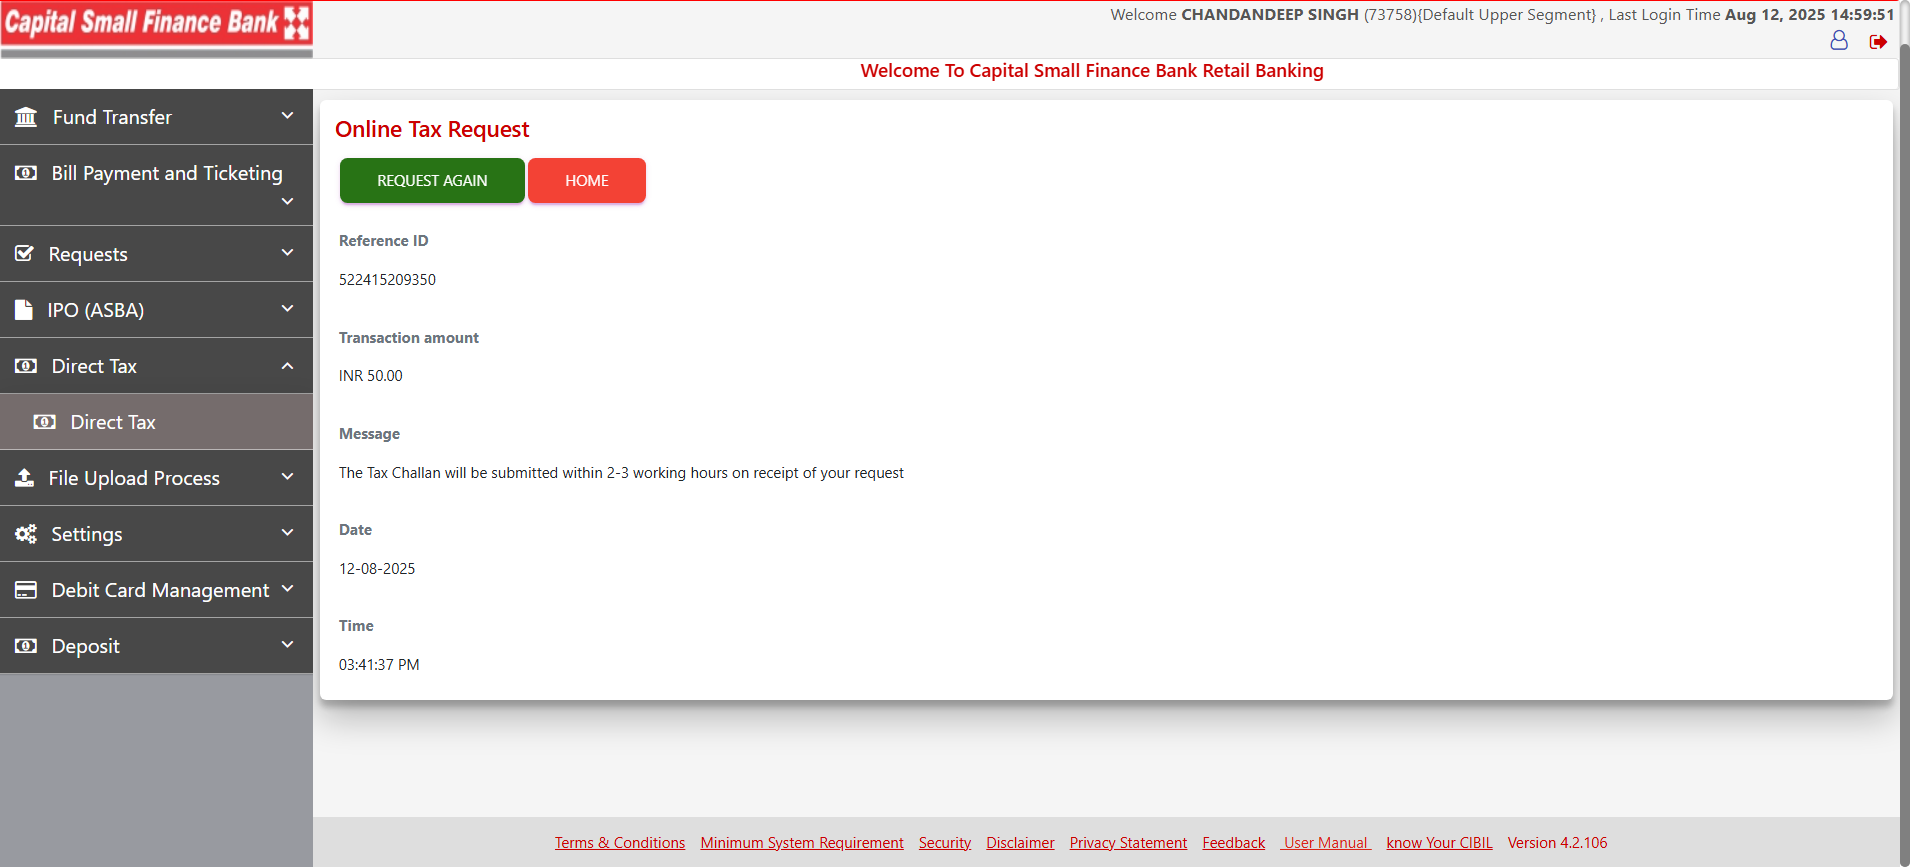 Capital Small Finance Bank
Welcome CHANDANDEEP SINGH (73758){Default Upper Segment} , Last Login Time Aug 12, 2025 14:59:51
Welcome To Capital Small Finance Bank Retail Banking
Fund Transfer
Bill Payment and Ticketing
Requests
IPO (ASBA)
Direct Tax
Direct Tax
File Upload Process
Settings
Debit Card Management
Deposit
Online Tax Request
REQUEST AGAIN HOME
Reference ID
522415209350
Transaction amount
INR 50.00
Message
The Tax Challan will be submitted within 2-3 working hours on receipt of your request
Date
12-08-2025
Time
03:41:37 PM
Terms & Conditions Minimum System Requirement Security Disclaimer Privacy Statement Feedback User Manual know Your CIBIL Version 4.2.106